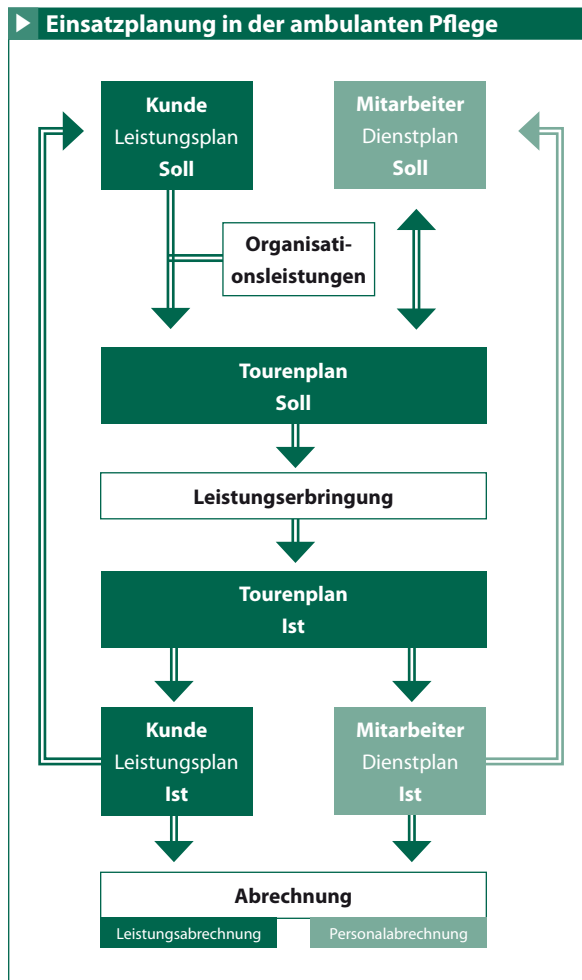 Einsatzplanung in der ambulanten Pflege
Kunde
Leistungsplan
Soll
Mitarbeiter
Dienstplan
Soll
Organisati-
onsleistungen
Tourenplan
Soll
Leistungserbringung
Tourenplan
Ist
Kunde
Leistungsplan
Ist
Mitarbeiter
Dienstplan
Ist
Abrechnung
Leistungsabrechnung
Personalabrechnung